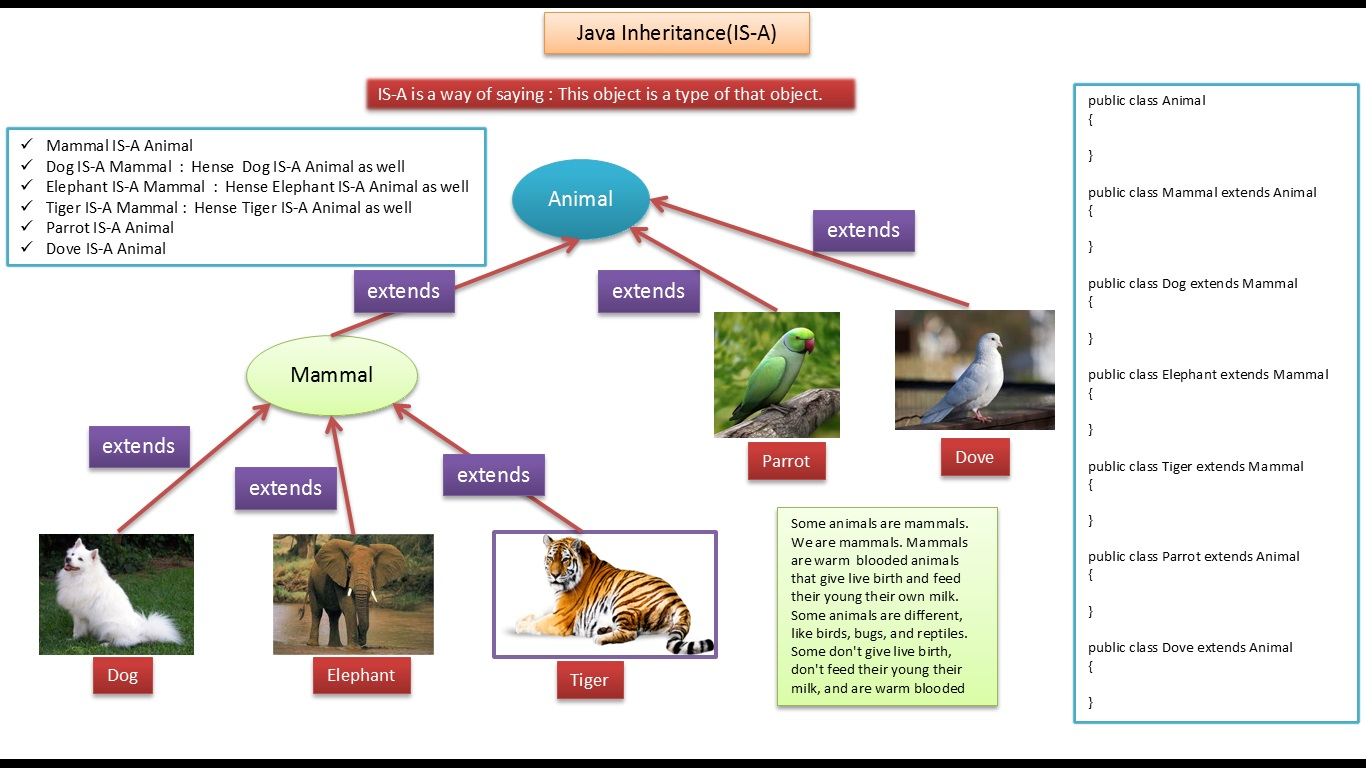 Java Inheritance(IS-A)
IS-A is a way of saying : This object is a type of that object.
✓ Mammal IS-A Animal
✓ Dog IS-A Mammal : Hense Dog IS-A Animal as well
✓ Elephant IS-A Mammal : Hense Elephant IS-A Animal as well
✓ Tiger IS-A Mammal : Hense Tiger IS-A Animal as well
✓ Parrot IS-A Animal
✓ Dove IS-A Animal
Animal
extends
extends
extends
Mammal
extends
extends
extends
Parrot
Dove
Dog
Elephant
Tiger
Some animals are mammals.
We are mammals. Mammals
are warm blooded animals
that give live birth and feed
their young their own milk.
Some animals are different,
like birds, bugs, and reptiles.
Some don't give live birth,
don't feed their young their
milk, and are warm blooded
public class Animal
{
}
public class Mammal extends Animal
{
}
public class Dog extends Mammal
{
}
public class Elephant extends Mammal
{
}
public class Tiger extends Mammal
{
}
public class Parrot extends Animal
{
}
public class Dove extends Animal
{
}